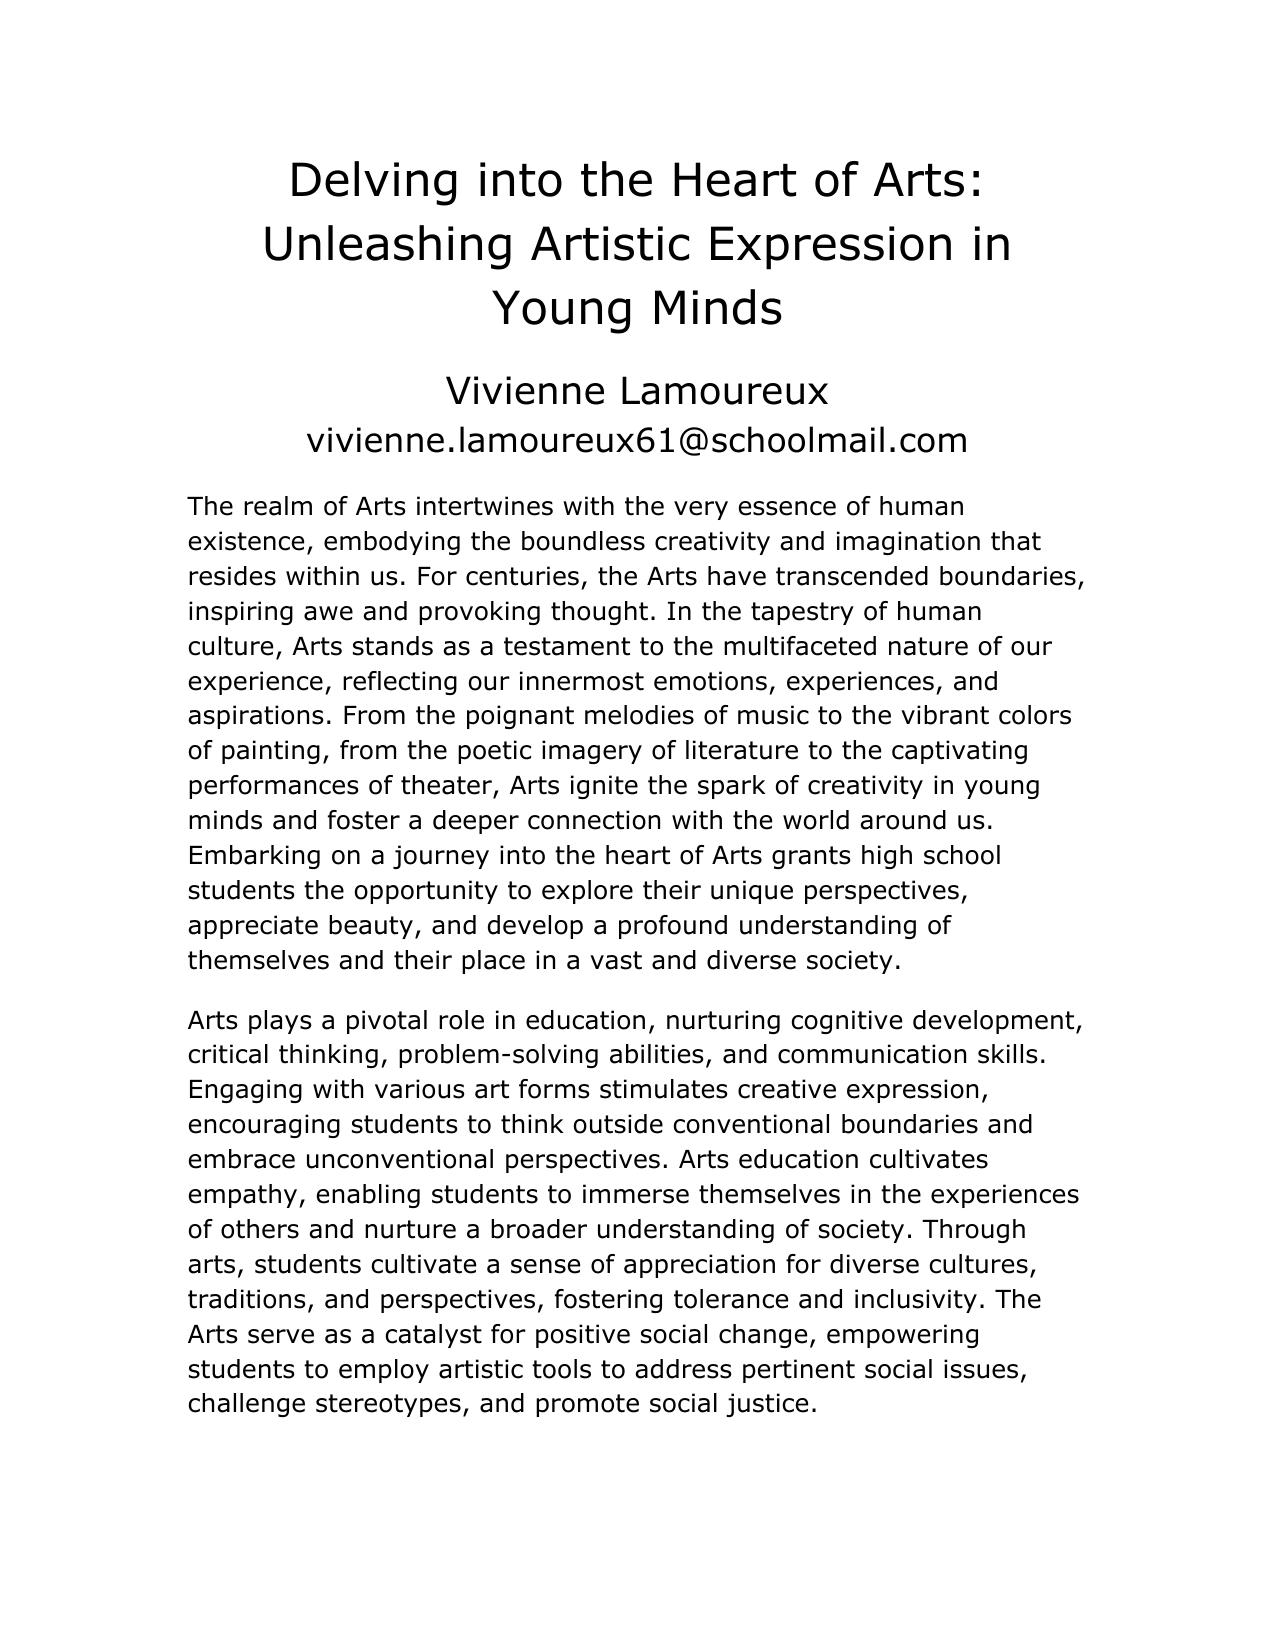 Delving into the Heart of Arts:
Unleashing Artistic Expression in
Young Minds
Vivienne Lamoureux
vivienne.lamoureux61@schoolmail.com
The realm of Arts intertwines with the very essence of human
existence, embodying the boundless creativity and imagination that
resides within us. For centuries, the Arts have transcended boundaries,
inspiring awe and provoking thought. In the tapestry of human
culture, Arts stands as a testament to the multifaceted nature of our
experience, reflecting our innermost emotions, experiences, and
aspirations. From the poignant melodies of music to the vibrant colors
of painting, from the poetic imagery of literature to the captivating
performances of theater, Arts ignite the spark of creativity in young
minds and foster a deeper connection with the world around us.
Embarking on a journey into the heart of Arts grants high school
students the opportunity to explore their unique perspectives,
appreciate beauty, and develop a profound understanding of
themselves and their place in a vast and diverse society.
Arts plays a pivotal role in education, nurturing cognitive development,
critical thinking, problem-solving abilities, and communication skills.
Engaging with various art forms stimulates creative expression,
encouraging students to think outside conventional boundaries and
embrace unconventional perspectives. Arts education cultivates
empathy, enabling students to immerse themselves in the experiences
of others and nurture a broader understanding of society. Through
arts, students cultivate a sense of appreciation for diverse cultures,
traditions, and perspectives, fostering tolerance and inclusivity. The
Arts serve as a catalyst for positive social change, empowering
students to employ artistic tools to address pertinent social issues,
challenge stereotypes, and promote social justice.